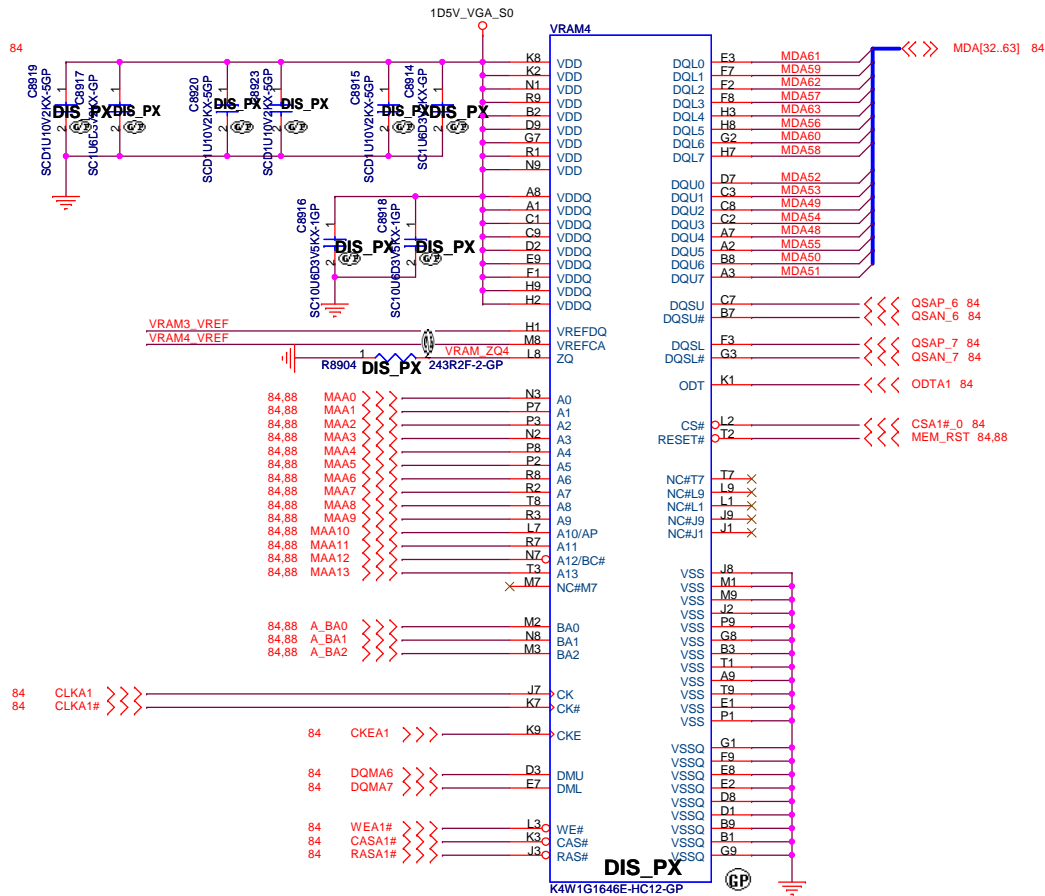 1D5V_VGA_S0
VRAM4
84
C8919
SCD1U10V2KX-5GP
C8917
C8920
SCD1U10V2KX-5GP
C8923
SCD1U10V2KX-5GP
C8915
C8914
1 2 DIS_PX
1 2 DIS_PX
1 2 DIS_PX
1 2 DIS_PX
1 2 DIS_PX
1 2 DIS_PX
C8916
SC10U6D3V5KX-1GP
C8918
SC10U6D3V5KX-1GP
1 2 DIS_PX
1 2 DIS_PX
K8 VDD
K2 VDD
N1 VDD
R9 VDD
B2 VDD
D9 VDD
G7 VDD
R1 VDD
N9 VDD
A8 VDDQ
A1 VDDQ
C1 VDDQ
C9 VDDQ
D2 VDDQ
E9 VDDQ
F1 VDDQ
H9 VDDQ
H2 VDDQ
VRAM3_VREF H1 VREFDQ
VRAM4_VREF M8 VREFCA
VRAM_ZQ4 L8 ZQ
R8904 1 DIS_PX 243R2F-2-GP
84,88 MAA0 N3 A0
84,88 MAA1 P7 A1
84,88 MAA2 P3 A2
84,88 MAA3 N2 A3
84,88 MAA4 P8 A4
84,88 MAA5 P2 A5
84,88 MAA6 R8 A6
84,88 MAA7 R2 A7
84,88 MAA8 T8 A8
84,88 MAA9 R3 A9
84,88 MAA10 L7 A10/AP
84,88 MAA11 R7 A11
84,88 MAA12 N7 A12/BC#
84,88 MAA13 T3 A13
M7 NC#M7
84,88 A_BA0 M2 BA0
84,88 A_BA1 N8 BA1
84,88 A_BA2 M3 BA2
84 CLKA1 J7 CK
84 CLKA1# K7 CK#
84 CKEA1 K9 CKE
84 DQMA6 D3 DMU
84 DQMA7 E7 DML
84 WEA1# L3 WE#
84 CASA1# K3 CAS#
84 RASA1# J3 RAS#
DQL0 E3 MDA61
DQL1 F7 MDA59
DQL2 F2 MDA62
DQL3 F8 MDA57
DQL4 H3 MDA63
DQL5 H8 MDA56
DQL6 G2 MDA60
DQL7 H7 MDA58
MDA[32..63] 84
DQU0 D7 MDA52
DQU1 C3 MDA53
DQU2 C8 MDA49
DQU3 C2 MDA54
DQU4 A7 MDA48
DQU5 A2 MDA55
DQU6 B8 MDA50
DQU7 A3 MDA51
DQSU C7 QSAP_6 84
DQSU# B7 QSAN_6 84
DQSL F3 QSAP_7 84
DQSL# G3 QSAN_7 84
ODT K1 ODTA1 84
CS# L2 CSA1#_0 84
RESET# T2 MEM_RST 84,88
NC#T7 T7
NC#L9 L9
NC#L1 L1
NC#J9 J9
NC#J1 J1
VSS J8
VSS M1
VSS M9
VSS J2
VSS P9
VSS G8
VSS B3
VSS T1
VSS A9
VSS T9
VSS E1
VSS P1
VSSQ G1
VSSQ F9
VSSQ E8
VSSQ E2
VSSQ D8
VSSQ D1
VSSQ B9
VSSQ B1
VSSQ G9
DIS_PX
GP
K4W1G1646E-HC12-GP